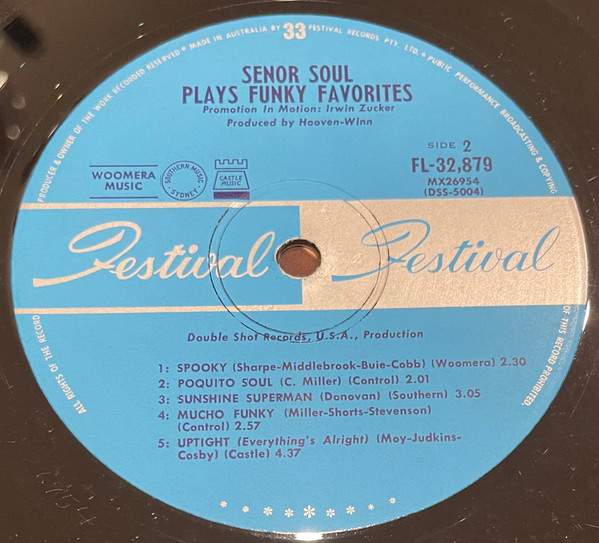 PRODUCER & OWNER OF THE WORK RECORDED RESERVED * MADE IN AUSTRALIA BY 33 FESTIVAL RECORDS PTY. LTD. * PUBLIC PERFORMANCE BROADCASTING & COPYING
SENOR SOUL
PLAYS FUNKY FAVORITES
Promotion In Motion: Irwin Zucker
Produced by Hooven-Winn
SIDE 2
FL-32,879
MX26954
(DSS-5004)
WOOMERA
MUSIC
SOUTHERN MUSIC
SYDNEY
CASTLE
MUSIC
Festival Festival
Double Shot Records, U.S.A., Production
1: SPOOKY (Sharpe-Middlebrook-Buie-Cobb) (Woomera) 2.30
2: POQUITO SOUL (C. Miller) (Control) 2.01
3: SUNSHINE SUPERMAN (Donovan) (Southern) 3.05
4: MUCHO FUNKY (Miller-Shorts-Stevenson)
(Control) 2.57
5: UPTIGHT (Everything's Alright) (Moy-Judkins-
Cosby) (Castle) 4.37
ALL RIGHTS OF THE RECORD
OF THIS RECORD PROHIBITED.